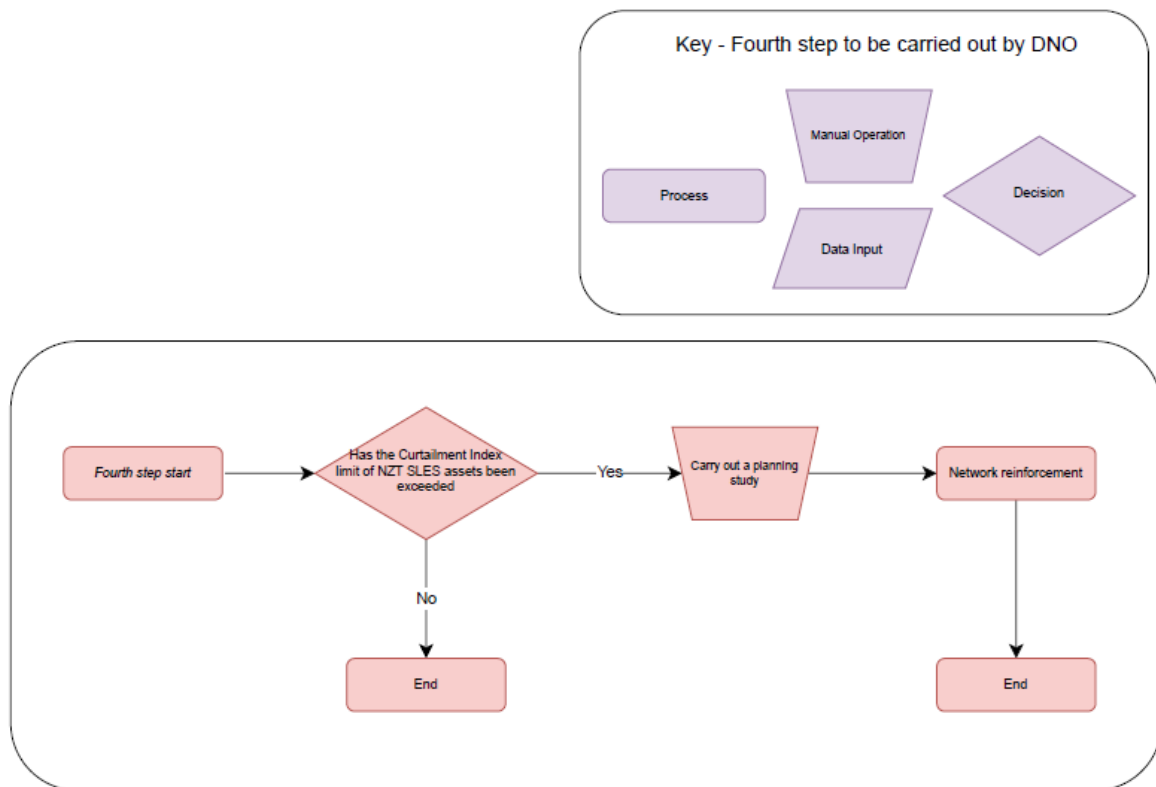 Key - Fourth step to be carried out by DNO
Manual Operation
Process
Decision
Data Input
Fourth step start
Has the Curtailment Index
limit of NZT SLES assets been
exceeded
Yes
Carry out a planning
study
Network reinforcement
No
End
End